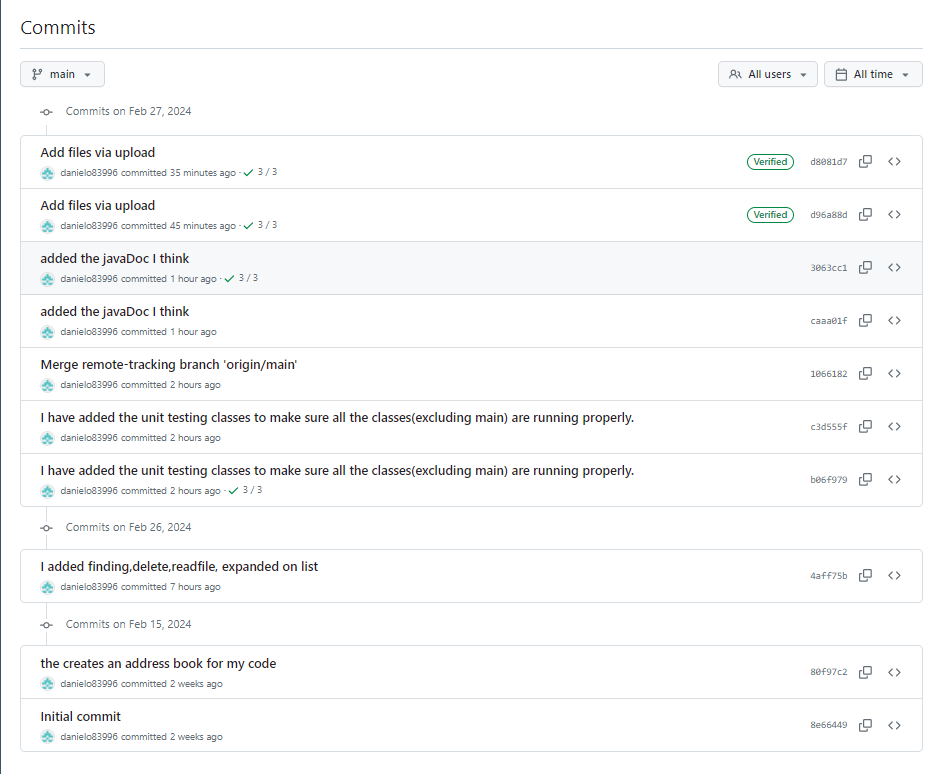 Commits
main
All users
All time
Commits on Feb 27, 2024
Add files via upload
danielo83996 committed 35 minutes ago · 3 / 3
Verified
d8081d7
Add files via upload
danielo83996 committed 45 minutes ago · 3 / 3
Verified
d96a88d
added the javaDoc I think
danielo83996 committed 1 hour ago · 3 / 3
3063cc1
added the javaDoc I think
danielo83996 committed 1 hour ago
caaa01f
Merge remote-tracking branch 'origin/main'
danielo83996 committed 2 hours ago
1066182
I have added the unit testing classes to make sure all the classes(excluding main) are running properly.
danielo83996 committed 2 hours ago
c3d555f
I have added the unit testing classes to make sure all the classes(excluding main) are running properly.
danielo83996 committed 2 hours ago · 3 / 3
b06f979
Commits on Feb 26, 2024
I added finding,delete,readfile, expanded on list
danielo83996 committed 7 hours ago
4aff75b
Commits on Feb 15, 2024
the creates an address book for my code
danielo83996 committed 2 weeks ago
80f97c2
Initial commit
danielo83996 committed 2 weeks ago
8e66449